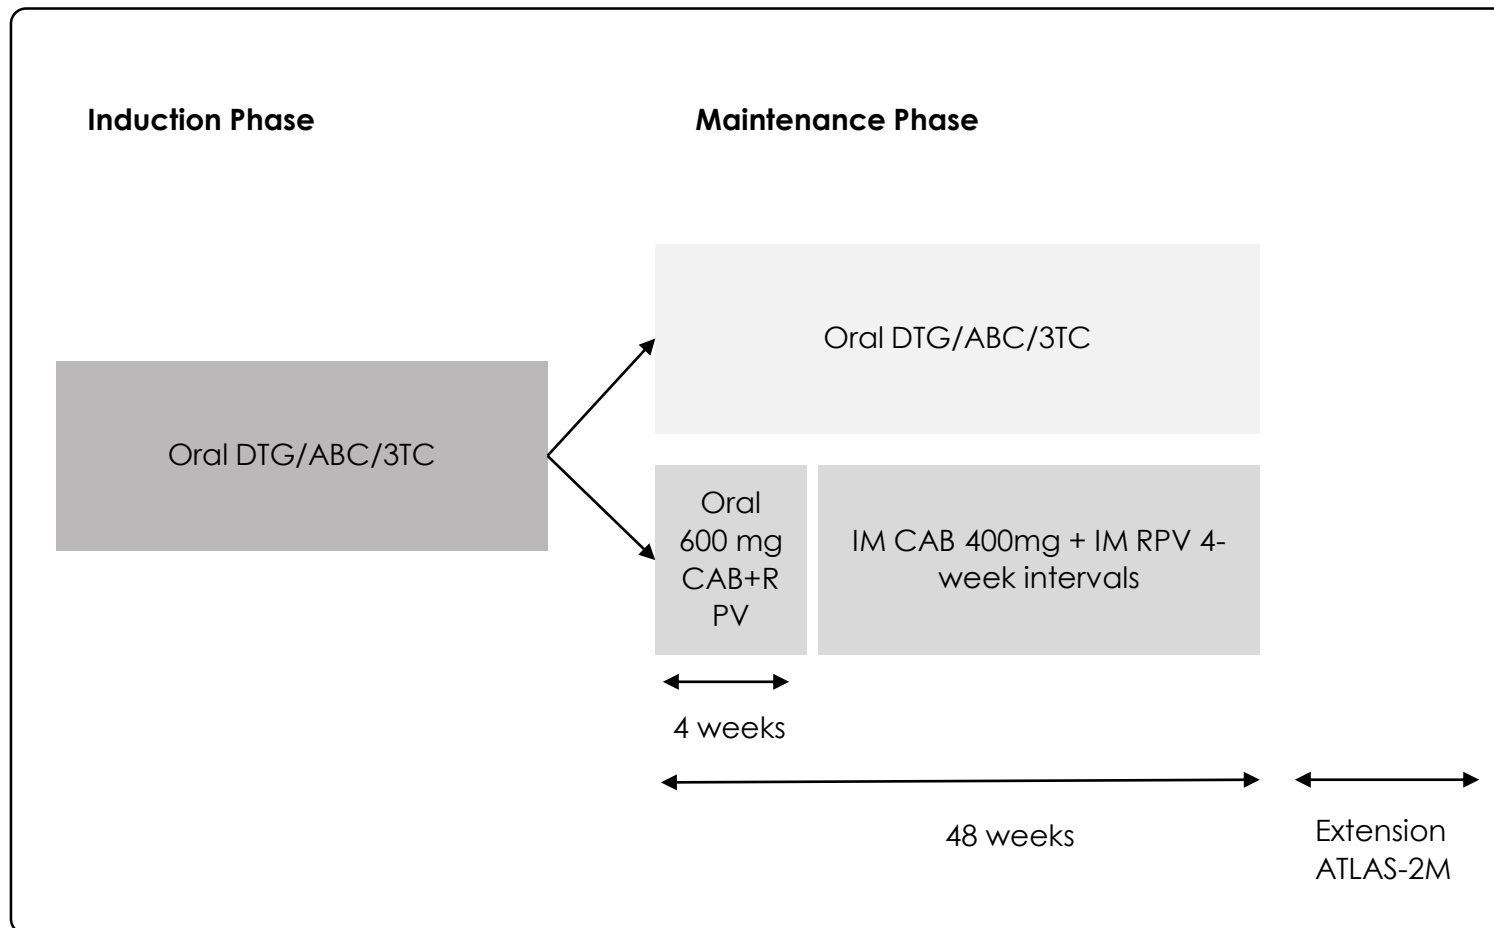 Induction Phase
Maintenance Phase
Oral DTG/ABC/3TC
Oral DTG/ABC/3TC
Oral
600 mg
CAB+R
PV
IM CAB 400mg + IM RPV 4-
week intervals
4 weeks
48 weeks
Extension
ATLAS-2M